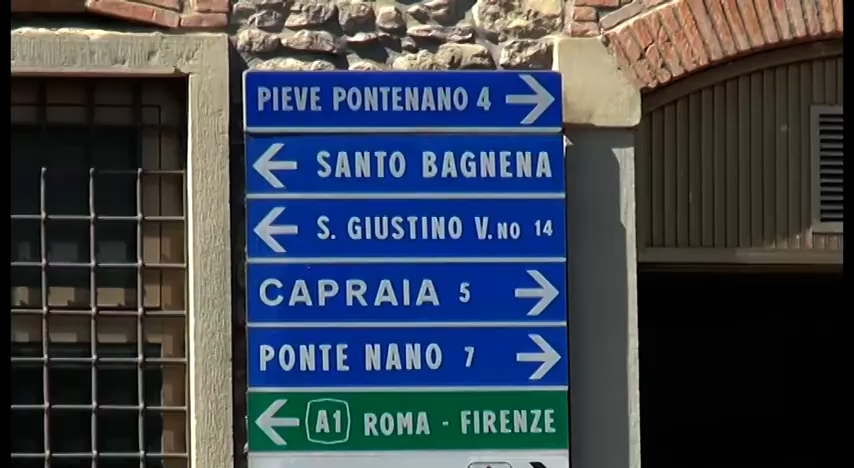 PIEVE PONTENANO 4
SANTO BAGNENA
S. GIUSTINO V.NO 14
CAPRAIA 5
PONTE NANO 7
A1 ROMA - FIRENZE